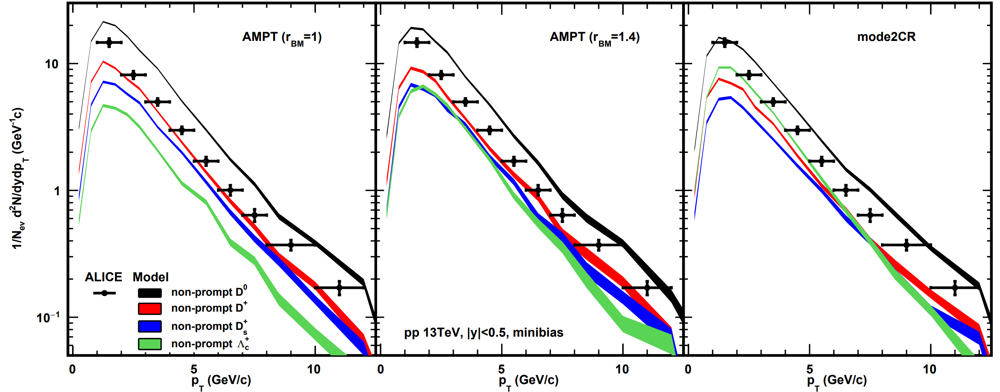 AMPT (r_BM=1)
AMPT (r_BM=1.4)
mode2CR
10
1
10⁻¹
1/N_ev d²N/dydp_T (GeV⁻¹c)
ALICE Model
non-prompt D⁰
non-prompt D⁺
non-prompt D_s⁺
non-prompt Λ_c⁺
pp 13TeV, |y|<0.5, minibias
0 5 10 0 5 10 0 5 10
p_T (GeV/c) p_T (GeV/c) p_T (GeV/c)